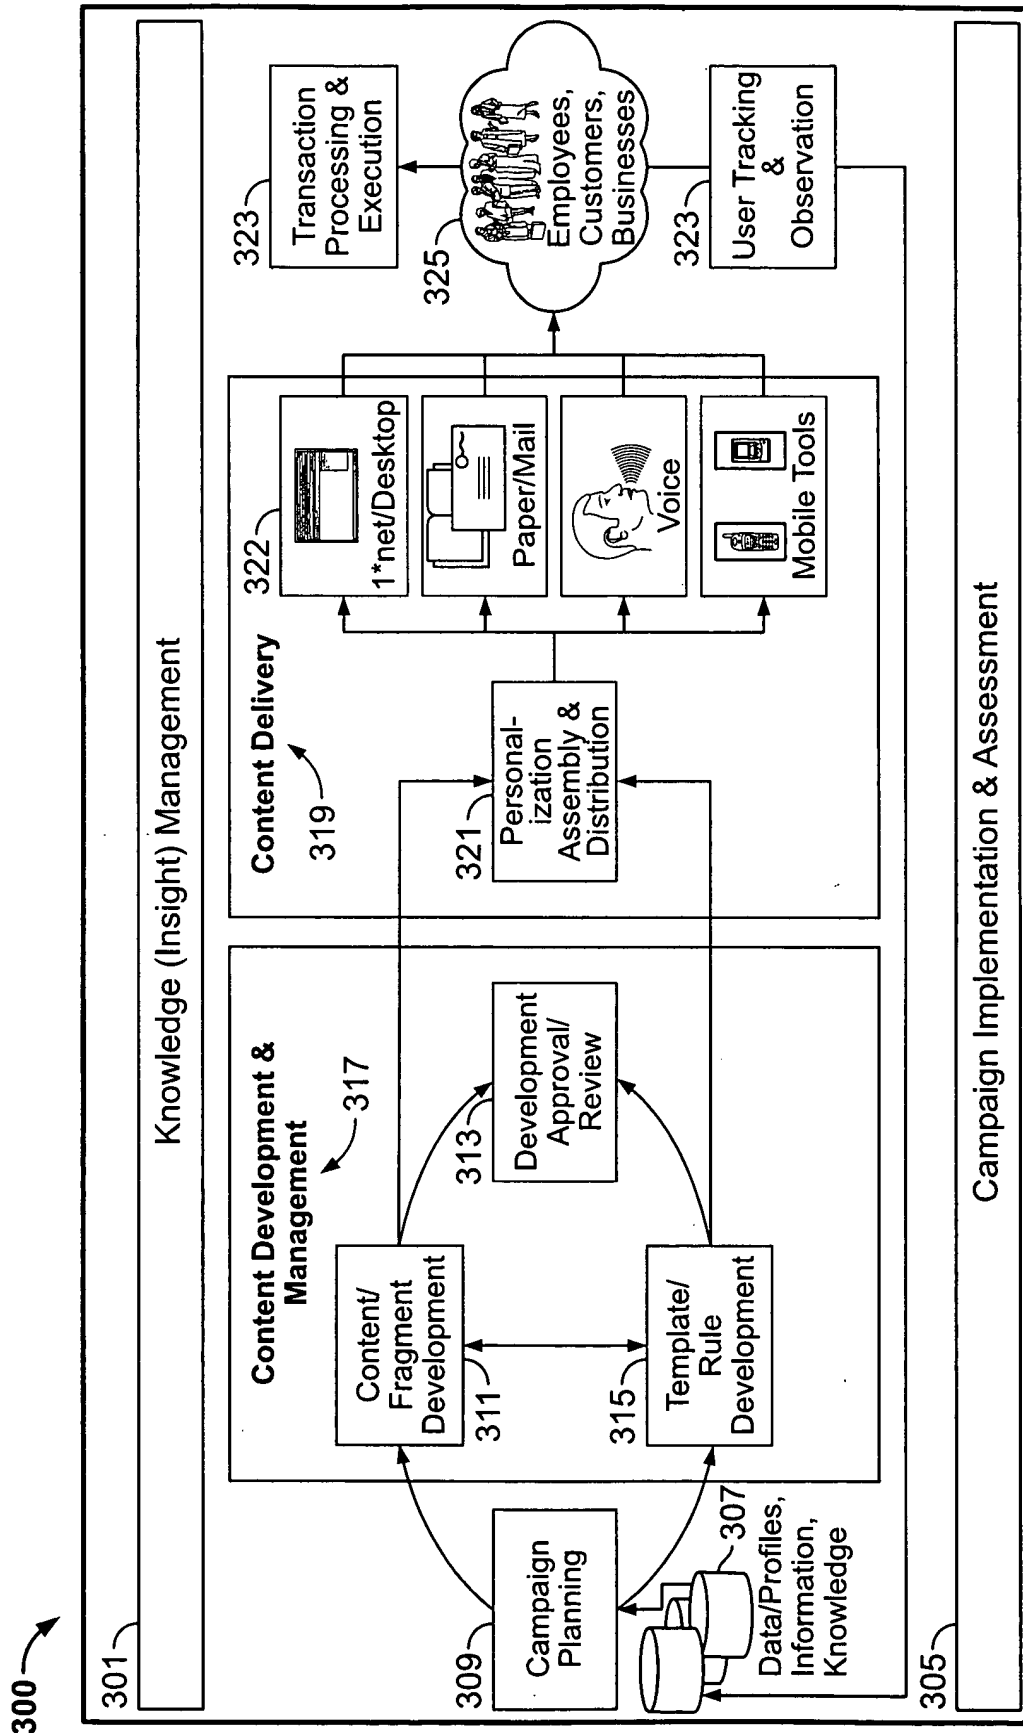 300
301
Knowledge (Insight) Management
309
Campaign
Planning
307
Data/Profiles,
Information,
Knowledge
Content Development &
Management
317
Content/
Fragment
Development
311
315
Template/
Rule
Development
313
Development
Approval/
Review
Content Delivery
319
321
Personal-
ization
Assembly &
Distribution
322
1*net/Desktop
Paper/Mail
Voice
Mobile Tools
323
Transaction
Processing &
Execution
325
Employees,
Customers,
Businesses
323
User Tracking
&
Observation
305
Campaign Implementation & Assessment